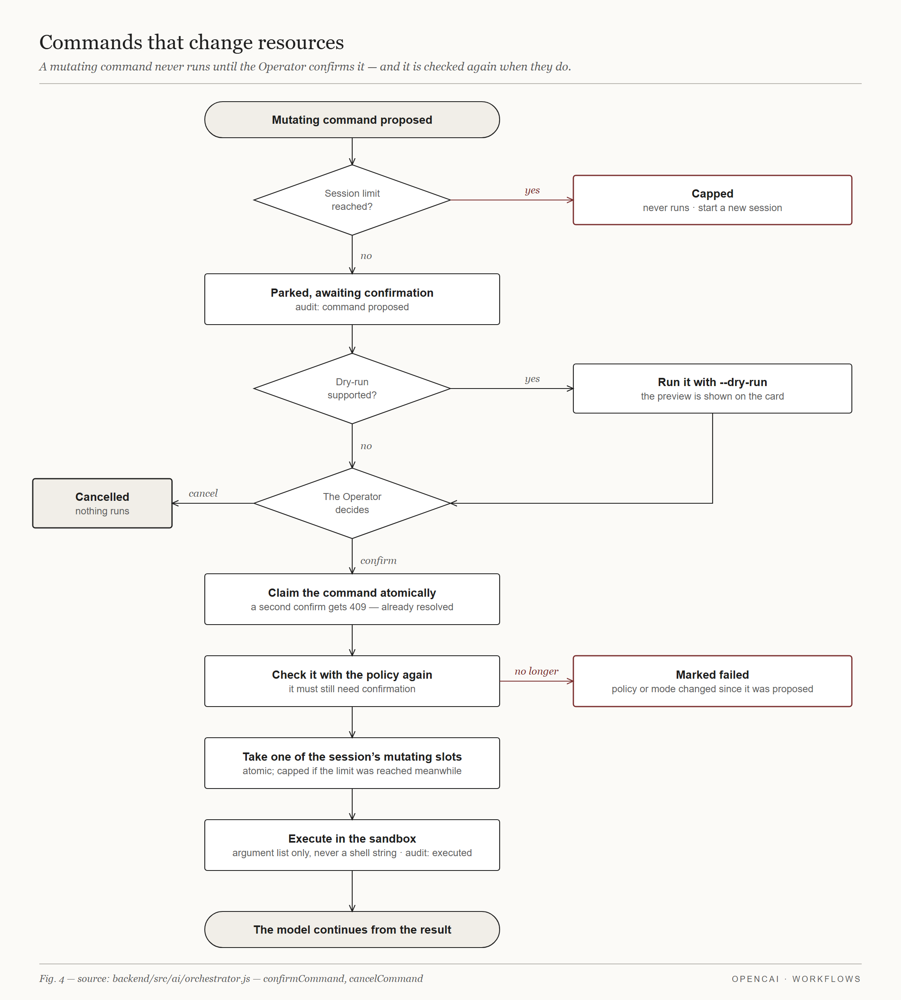 Commands that change resources
A mutating command never runs until the Operator confirms it — and it is checked again when they do.
Mutating command proposed
Session limit
reached?
yes
Capped
never runs · start a new session
no
Parked, awaiting confirmation
audit: command proposed
Dry-run
supported?
yes
Run it with --dry-run
the preview is shown on the card
no
Cancelled
nothing runs
cancel
The Operator
decides
confirm
Claim the command atomically
a second confirm gets 409 — already resolved
Check it with the policy again
it must still need confirmation
no longer
Marked failed
policy or mode changed since it was proposed
Take one of the session’s mutating slots
atomic; capped if the limit was reached meanwhile
Execute in the sandbox
argument list only, never a shell string · audit: executed
The model continues from the result
Fig. 4 — source: backend/src/ai/orchestrator.js — confirmCommand, cancelCommand
OPENCAI · WORKFLOWS